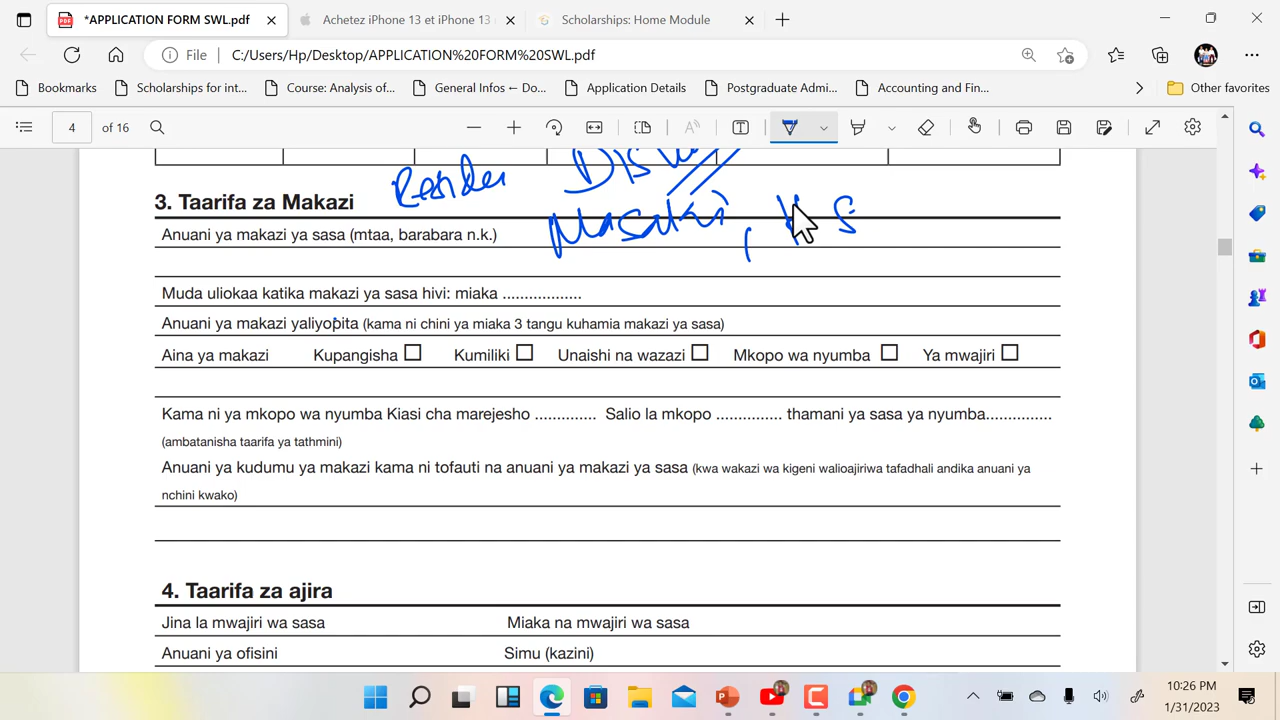 *APPLICATION FORM SWL.pdf
Achetez iPhone 13 et iPhone 13
Scholarships: Home Module
File
C:/Users/Hp/Desktop/APPLICATION%20FORM%20SWL.pdf
Bookmarks
Scholarships for int...
Course: Analysis of...
General Infos ← Do...
Application Details
Postgraduate Admi...
Accounting and Fin...
Other favorites
4 of 16
3. Taarifa za Makazi
Anuani ya makazi ya sasa (mtaa, barabara n.k.)
Masaki,
Muda uliokaa katika makazi ya sasa hivi: miaka .................
Anuani ya makazi yaliyopita (kama ni chini ya miaka 3 tangu kuhamia makazi ya sasa)
Aina ya makazi Kupangisha Kumiliki Unaishi na wazazi Mkopo wa nyumba Ya mwajiri
Kama ni ya mkopo wa nyumba Kiasi cha marejesho .............. Salio la mkopo ............... thamani ya sasa ya nyumba...............
(ambatanisha taarifa ya tathmini)
Anuani ya kudumu ya makazi kama ni tofauti na anuani ya makazi ya sasa (kwa wakazi wa kigeni walioajiriwa tafadhali andika anuani ya
nchini kwako)
4. Taarifa za ajira
Jina la mwajiri wa sasa Miaka na mwajiri wa sasa
Anuani ya ofisini Simu (kazini)
10:26 PM
1/31/2023